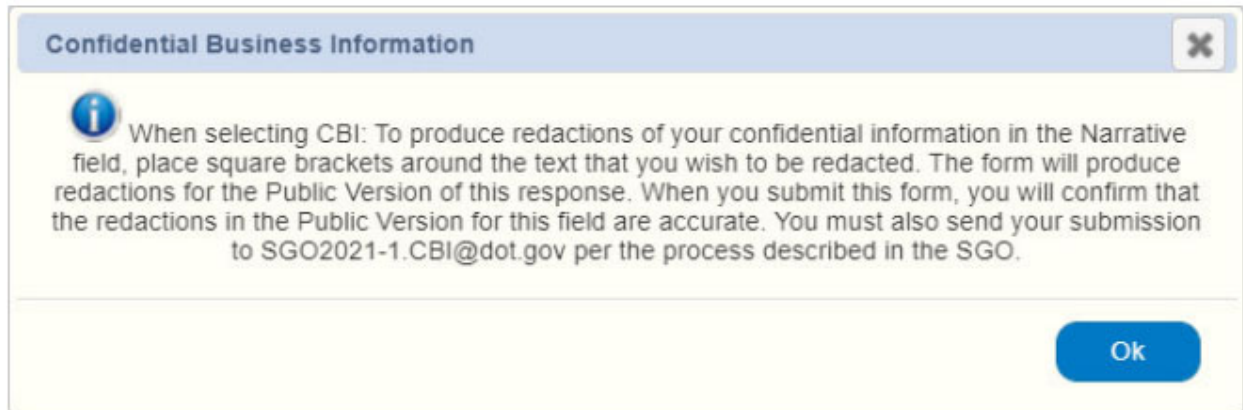 Confidential Business Information
When selecting CBI: To produce redactions of your confidential information in the Narrative
field, place square brackets around the text that you wish to be redacted. The form will produce
redactions for the Public Version of this response. When you submit this form, you will confirm that
the redactions in the Public Version for this field are accurate. You must also send your submission
to SGO2021-1.CBI@dot.gov per the process described in the SGO.
Ok